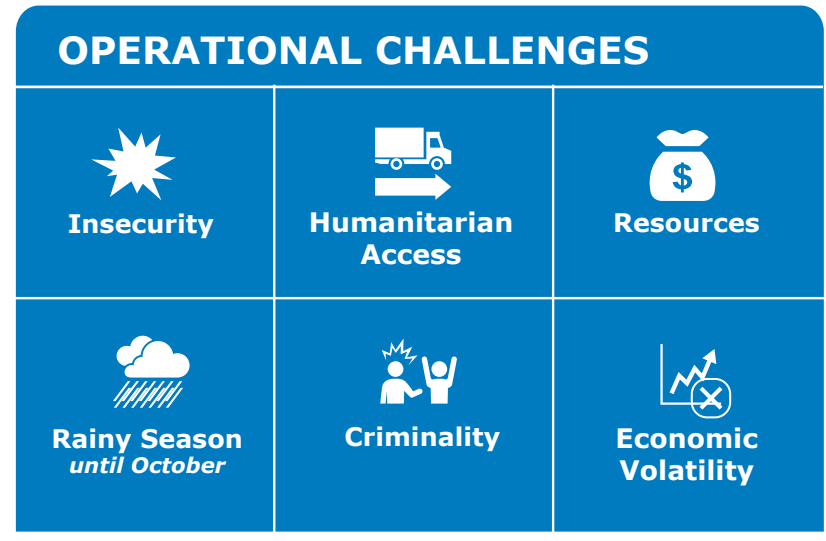 OPERATIONAL CHALLENGES
Insecurity
Humanitarian
Access
$
Resources
Rainy Season
until October
Criminality
Economic
Volatility